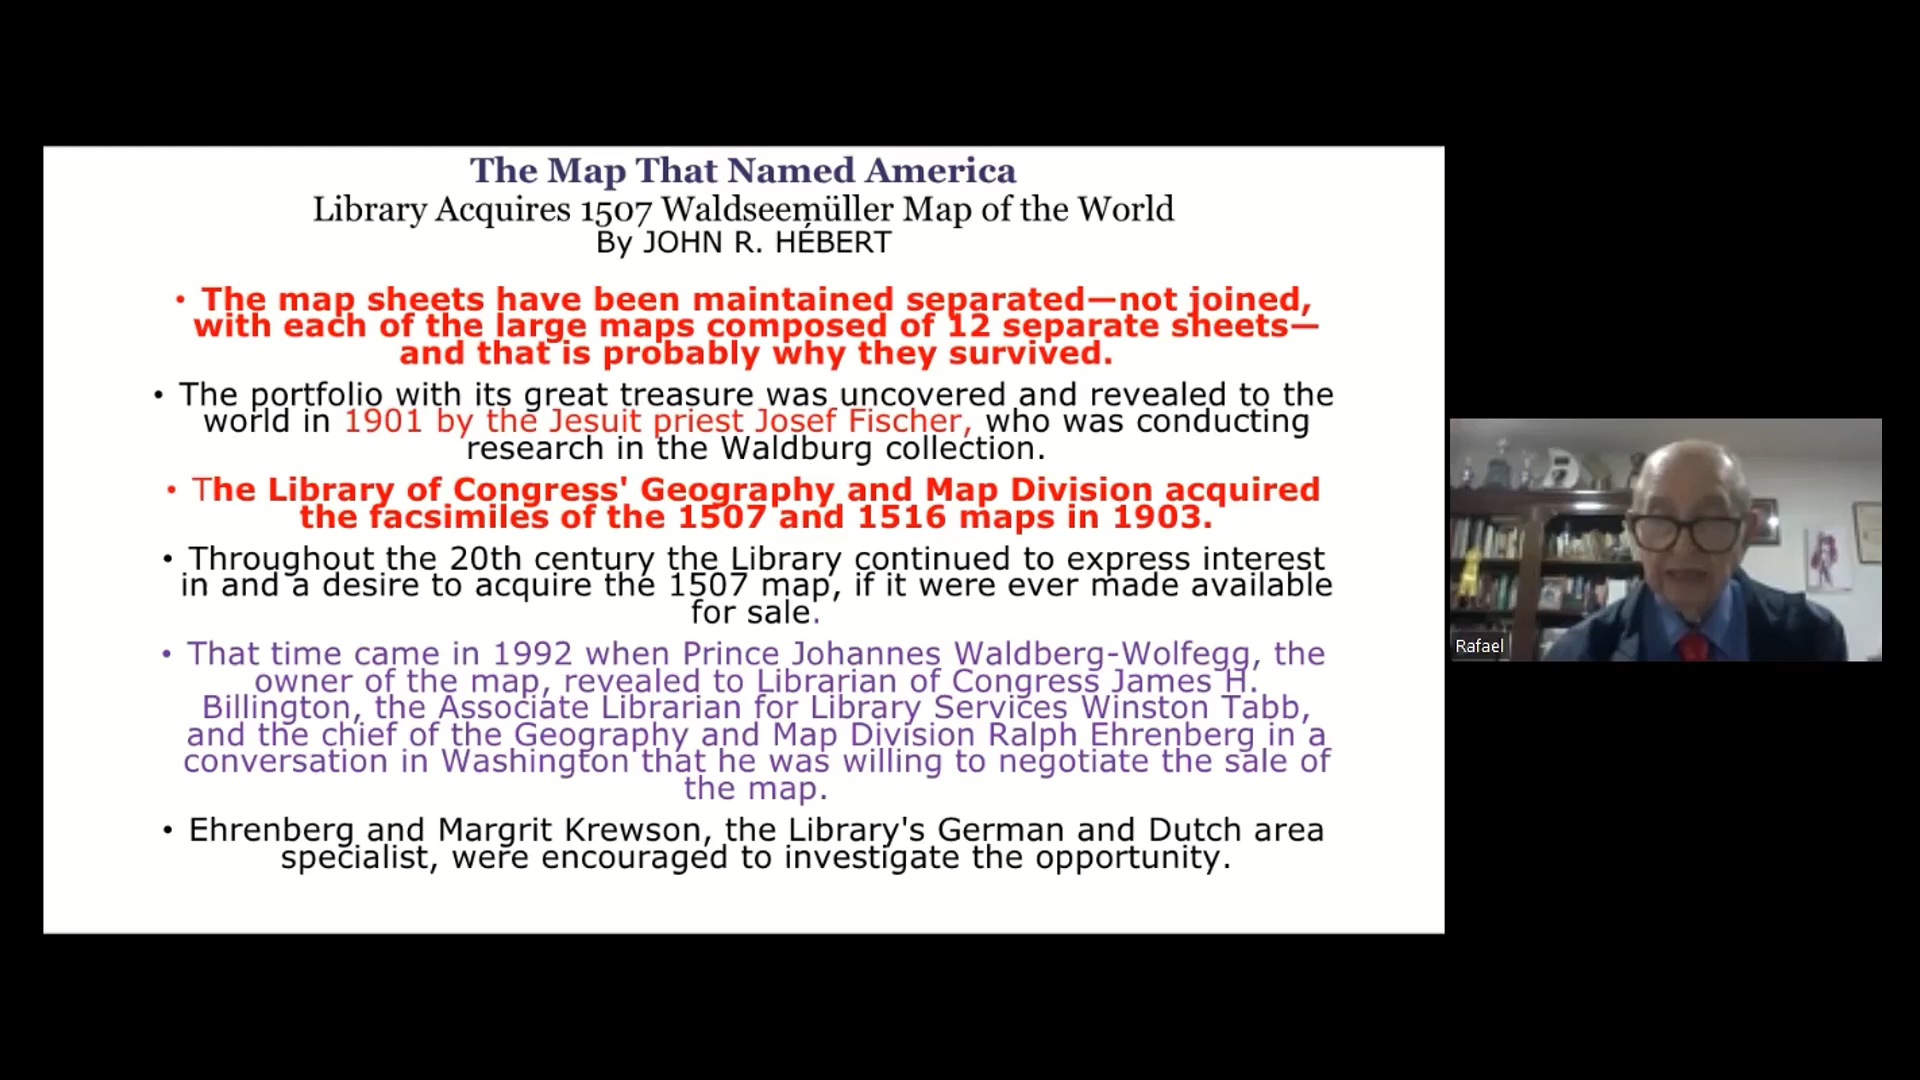 The Map That Named America
Library Acquires 1507 Waldseemüller Map of the World
By JOHN R. HÉBERT
• The map sheets have been maintained separated—not joined,
with each of the large maps composed of 12 separate sheets—
and that is probably why they survived.
• The portfolio with its great treasure was uncovered and revealed to the
world in 1901 by the Jesuit priest Josef Fischer, who was conducting
research in the Waldburg collection.
• The Library of Congress' Geography and Map Division acquired
the facsimiles of the 1507 and 1516 maps in 1903.
• Throughout the 20th century the Library continued to express interest
in and a desire to acquire the 1507 map, if it were ever made available
for sale.
• That time came in 1992 when Prince Johannes Waldberg-Wolfegg, the
owner of the map, revealed to Librarian of Congress James H.
Billington, the Associate Librarian for Library Services Winston Tabb,
and the chief of the Geography and Map Division Ralph Ehrenberg in a
conversation in Washington that he was willing to negotiate the sale of
the map.
• Ehrenberg and Margrit Krewson, the Library's German and Dutch area
specialist, were encouraged to investigate the opportunity.
Rafael